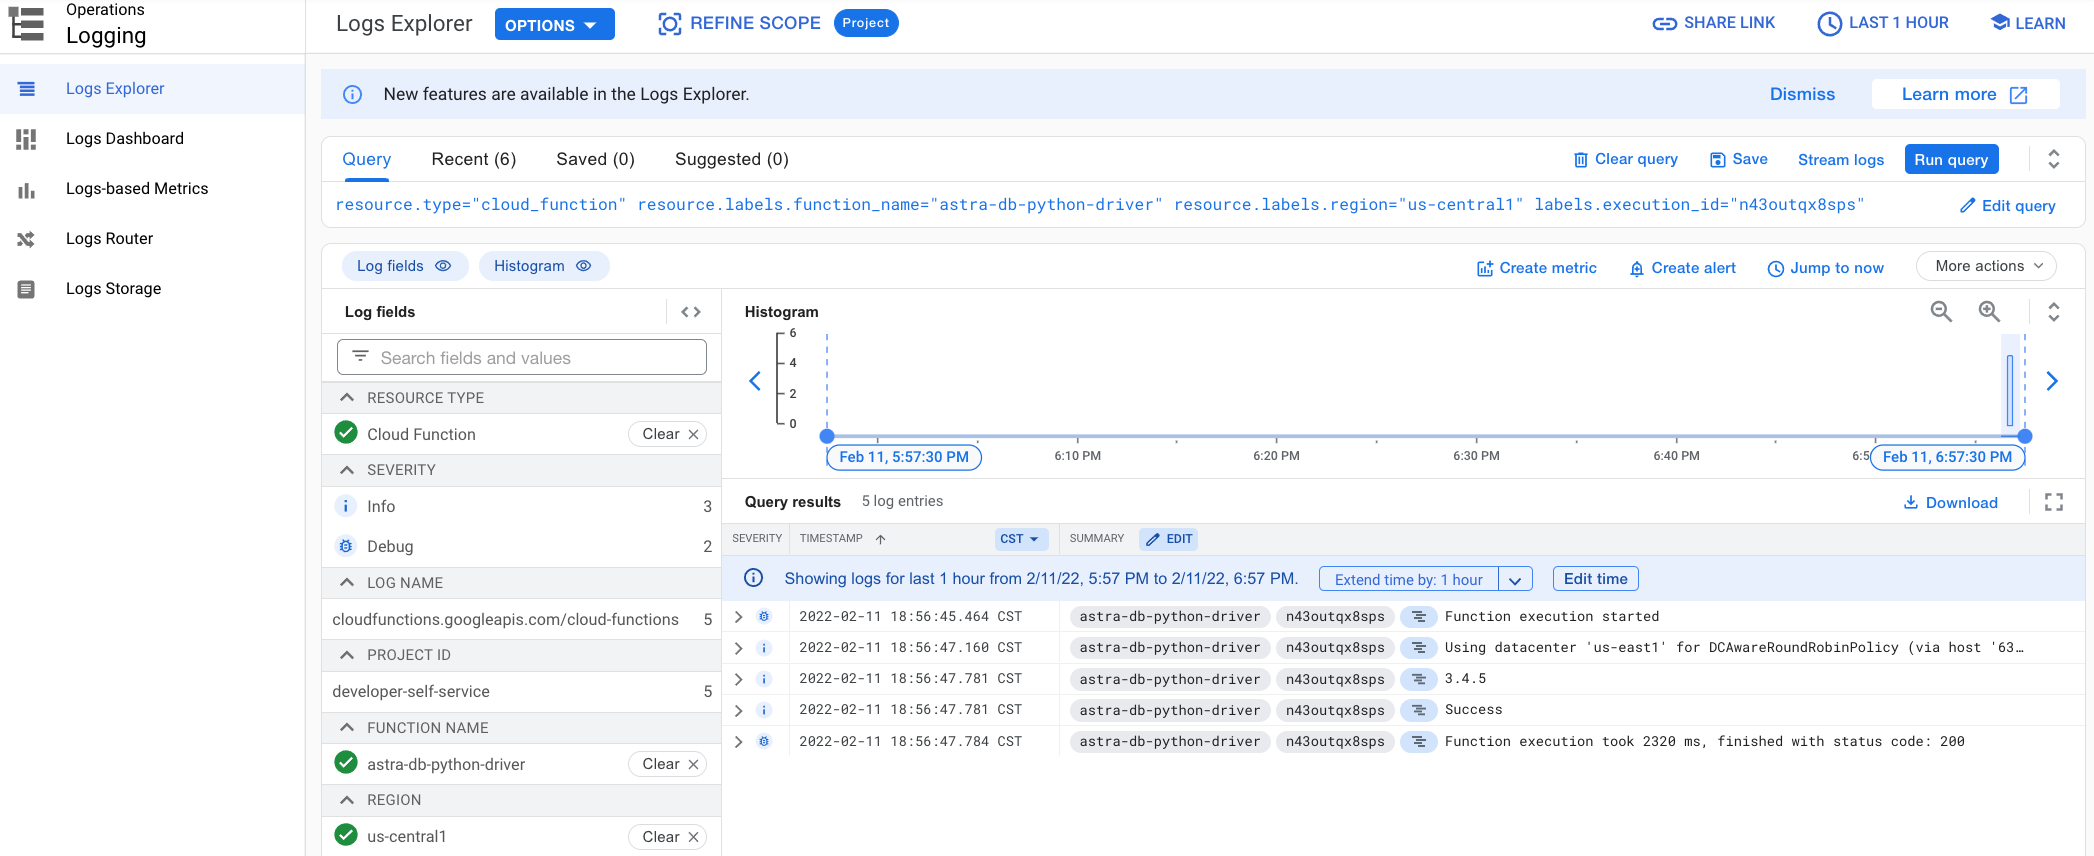 Operations
Logging
Logs Explorer
OPTIONS
REFINE SCOPE
Project
SHARE LINK
LAST 1 HOUR
LEARN
Logs Explorer
Logs Dashboard
Logs-based Metrics
Logs Router
Logs Storage
New features are available in the Logs Explorer.
Dismiss
Learn more
Query
Recent (6)
Saved (0)
Suggested (0)
Clear query
Save
Stream logs
Run query
resource.type="cloud_function" resource.labels.function_name="astra-db-python-driver" resource.labels.region="us-central1" labels.execution_id="n43outqx8sps"
Edit query
Log fields
Histogram
Create metric
Create alert
Jump to now
More actions
Log fields
Search fields and values
RESOURCE TYPE
Cloud Function
Clear
SEVERITY
Info 3
Debug 2
LOG NAME
cloudfunctions.googleapis.com/cloud-functions 5
PROJECT ID
developer-self-service 5
FUNCTION NAME
astra-db-python-driver
Clear
REGION
us-central1
Clear
Histogram
6
4
2
0
Feb 11, 5:57:30 PM
6:10 PM
6:20 PM
6:30 PM
6:40 PM
6:5
Feb 11, 6:57:30 PM
Query results
5 log entries
Download
SEVERITY
TIMESTAMP
CST
SUMMARY
EDIT
Showing logs for last 1 hour from 2/11/22, 5:57 PM to 2/11/22, 6:57 PM.
Extend time by: 1 hour
Edit time
2022-02-11 18:56:45.464 CST astra-db-python-driver n43outqx8sps Function execution started
2022-02-11 18:56:47.160 CST astra-db-python-driver n43outqx8sps Using datacenter 'us-east1' for DCAwareRoundRobinPolicy (via host '63…
2022-02-11 18:56:47.781 CST astra-db-python-driver n43outqx8sps 3.4.5
2022-02-11 18:56:47.781 CST astra-db-python-driver n43outqx8sps Success
2022-02-11 18:56:47.784 CST astra-db-python-driver n43outqx8sps Function execution took 2320 ms, finished with status code: 200